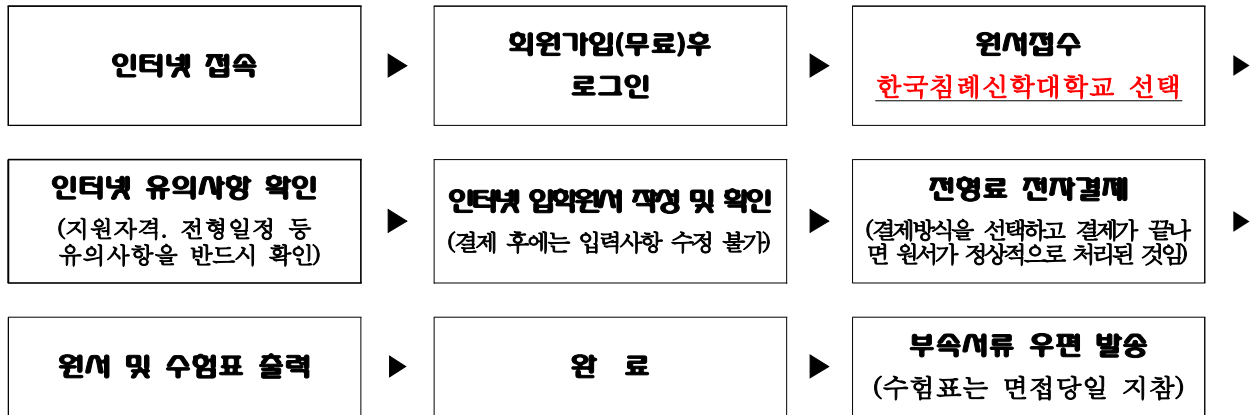 인터넷 접속
▶
회원가입(무료)후
로그인
▶
원서접수
한국침례신학대학교 선택
▶
인터넷 유의사항 확인
(지원자격. 전형일정 등
유의사항을 반드시 확인)
▶
인터넷 입학원서 작성 및 확인
(결제 후에는 입력사항 수정 불가)
▶
전형료 전자결제
(결제방식을 선택하고 결제가 끝나
면 원서가 정상적으로 처리된 것임)
▶
원서 및 수험표 출력
▶
완 료
▶
부속서류 우편 발송
(수험표는 면접당일 지참)